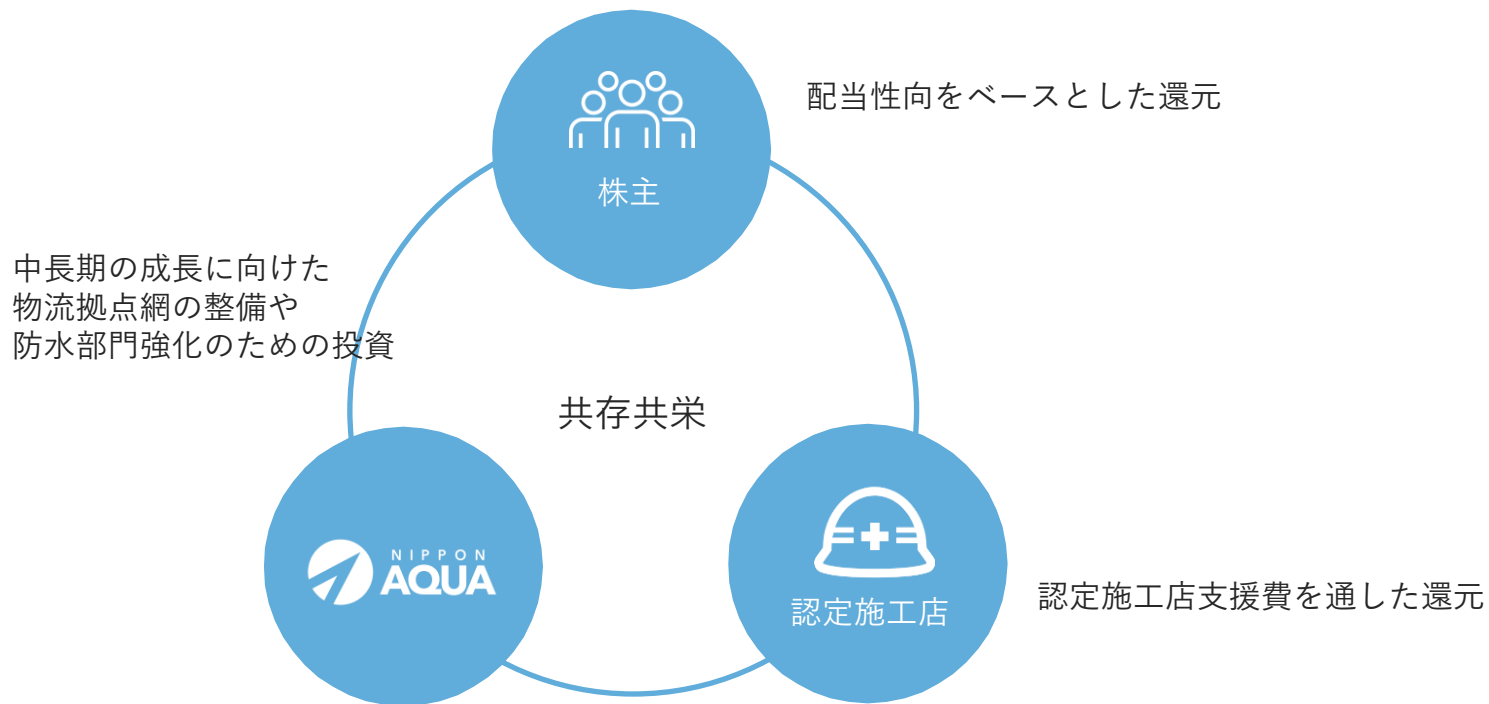 配当性向をベースとした還元
株主
中長期の成長に向けた
物流拠点網の整備や
防水部門強化のための投資
共存共栄
NIPPON
AQUA
認定施工店
認定施工店支援費を通した還元